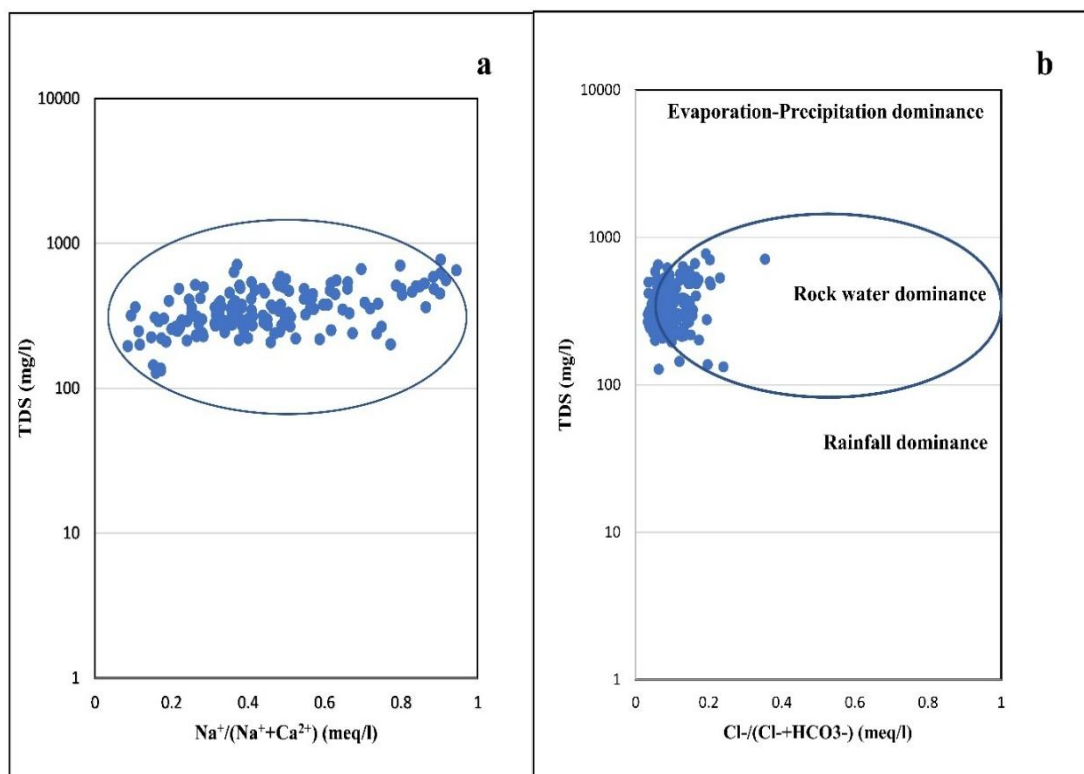 a
10000
1000
100
10
1
TDS (mg/l)
0
0.2
0.4
0.6
0.8
1
Na⁺/(Na⁺+Ca²⁺) (meq/l)
b
10000
Evaporation-Precipitation dominance
1000
Rock water dominance
100
Rainfall dominance
10
1
TDS (mg/l)
0
0.2
0.4
0.6
0.8
1
Cl-/(Cl-+HCO3-) (meq/l)